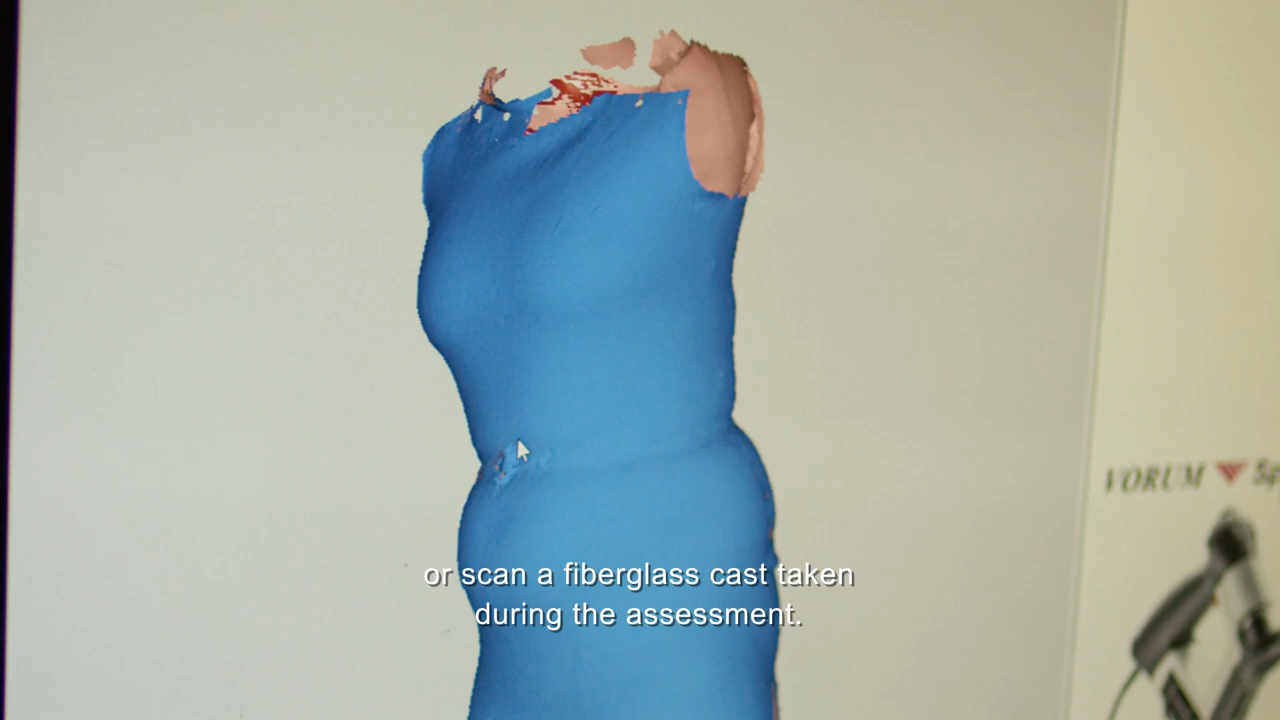 VORUM
or scan a fiberglass cast taken
during the assessment.